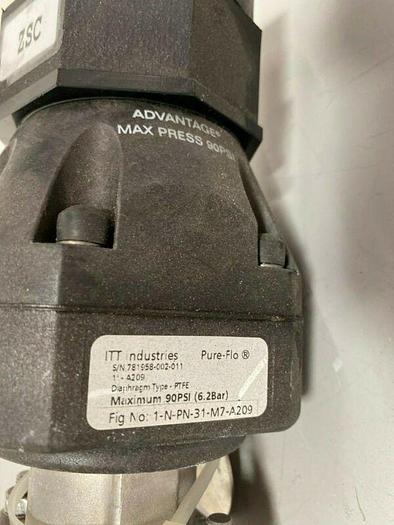 ZSC
ADVANTAGE®
MAX PRESS 90PSI
ITT Industries Pure-Flo ®
S/N 781958-002-011
1" - A209
Diaphragm Type - PTFE
Maximum 90PSI (6.2Bar)
Fig No: 1-N-PN-31-M7-A209